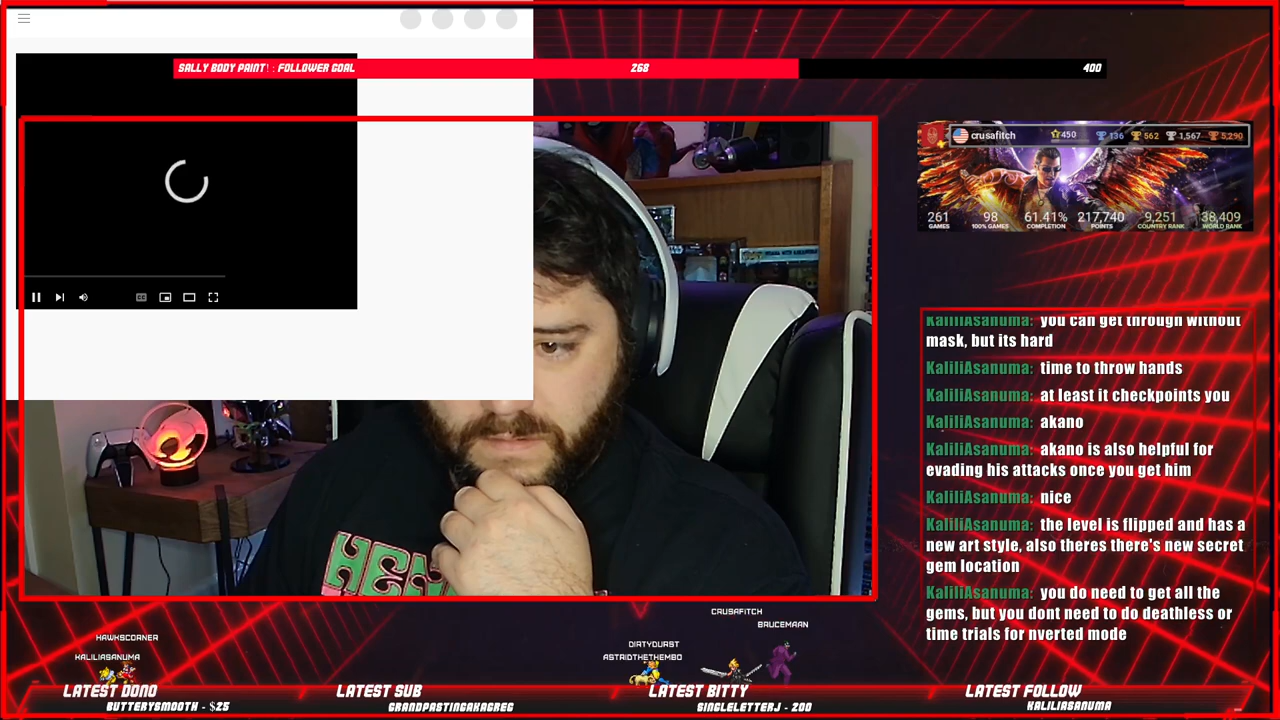 SALLY BODY PAINT! : FOLLOWER GOAL
268
400
crusafitch
450
136
562
1,567
5,290
261 98 61.41% 217,740 9,251 38,409
GAMES 100% GAMES COMPLETION POINTS COUNTRY RANK WORLD RANK
KaliliAsanuma: you can get through without
mask, but its hard
KaliliAsanuma: time to throw hands
KaliliAsanuma: at least it checkpoints you
KaliliAsanuma: akano
KaliliAsanuma: akano is also helpful for
evading his attacks once you get him
KaliliAsanuma: nice
KaliliAsanuma: the level is flipped and has a
new art style, also theres there's new secret
gem location
KaliliAsanuma: you do need to get all the
gems, but you dont need to do deathless or
time trials for nverted mode
CC
CRUSAFITCH
BRUCEMAAN
HAWKSCORNER
DIRTYDURST
KALILIASANUMA
ASTRIDTHETHEMBO
LATEST DONO
BUTTERYSMOOTH - $25
LATEST SUB
GRANDPASTINGAKAGREG
LATEST BITTY
SINGLELETTERJ - 200
LATEST FOLLOW
KALILIASANUMA